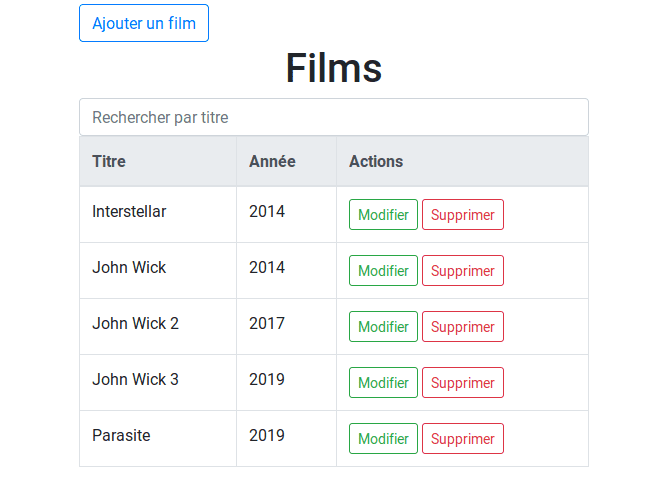 Ajouter un film
Films
Rechercher par titre
Titre Année Actions
Interstellar 2014 Modifier Supprimer
John Wick 2014 Modifier Supprimer
John Wick 2 2017 Modifier Supprimer
John Wick 3 2019 Modifier Supprimer
Parasite 2019 Modifier Supprimer